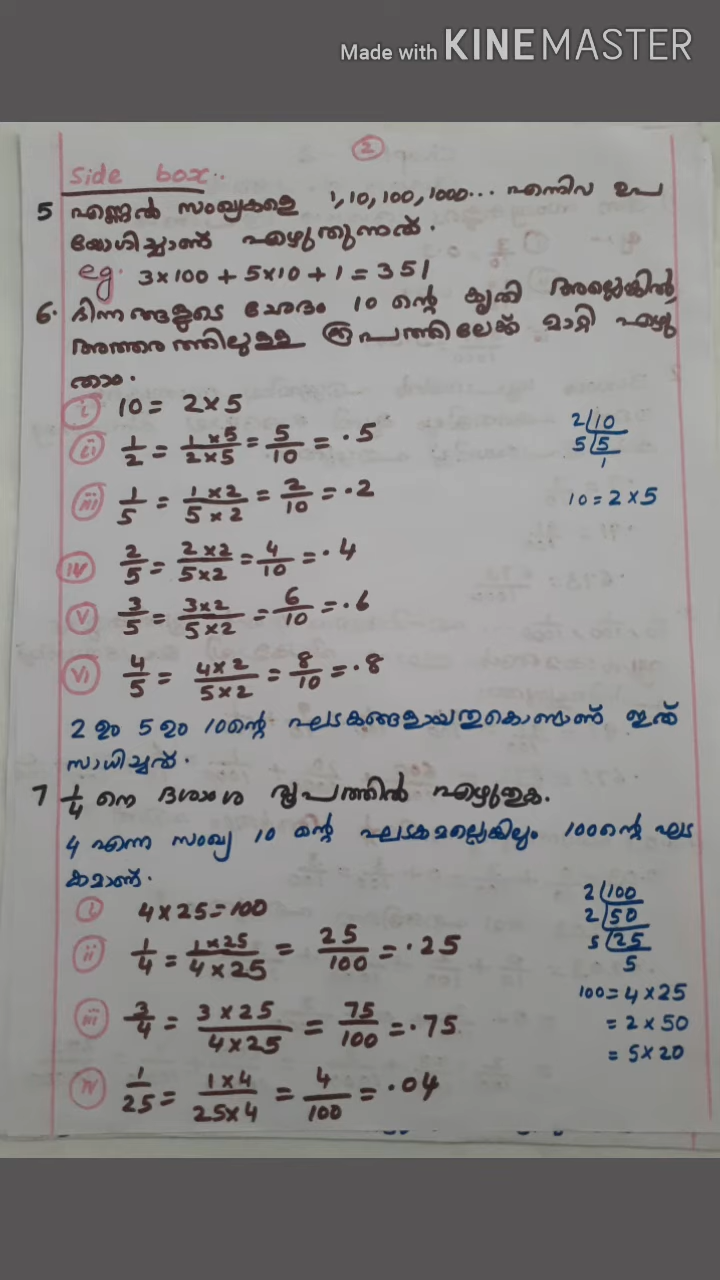 Made with KINEMASTER
2
Side box..
5 എണ്ണൽ സംഖ്യകളെ 1,10,100,1000... എന്നിവ ഉപ
യോഗിച്ചാണ് എഴുതുന്നത്.
eg. 3×100 + 5×10 + 1 = 351
6. ഭിന്നങ്ങളുടെ ഛേദം 10 ന്റെ കൃതി അല്ലെങ്കിൽ,
അത്തരത്തിലുള്ള രൂപത്തിലേക്ക് മാറ്റി എഴു
താം.
i 10 = 2×5
ii 1/2 = 1×5/2×5 = 5/10 = .5
2 10
5 5
1
iii 1/5 = 1×2/5×2 = 2/10 = .2
10 = 2×5
iv 2/5 = 2×2/5×2 = 4/10 = .4
v 3/5 = 3×2/5×2 = 6/10 = .6
vi 4/5 = 4×2/5×2 = 8/10 = .8
2 ഉം 5 ഉം 10ന്റെ ഘടകങ്ങളായതുകൊണ്ടാണ് ഇത്
സാധിച്ചത്.
7 1/4 നെ ദശാംശ രൂപത്തിൽ എഴുതുക.
4 എന്ന സംഖ്യ 10 ന്റെ ഘടകമല്ലെങ്കിലും 100ന്റെ ഘട
കമാണ്.
i 4×25=100
2 100
2 50
5 25
5
ii 1/4 = 1×25/4×25 = 25/100 = .25
100 = 4×25
iii 3/4 = 3×25/4×25 = 75/100 = .75
= 2×50
= 5×20
iv 1/25 = 1×4/25×4 = 4/100 = .04